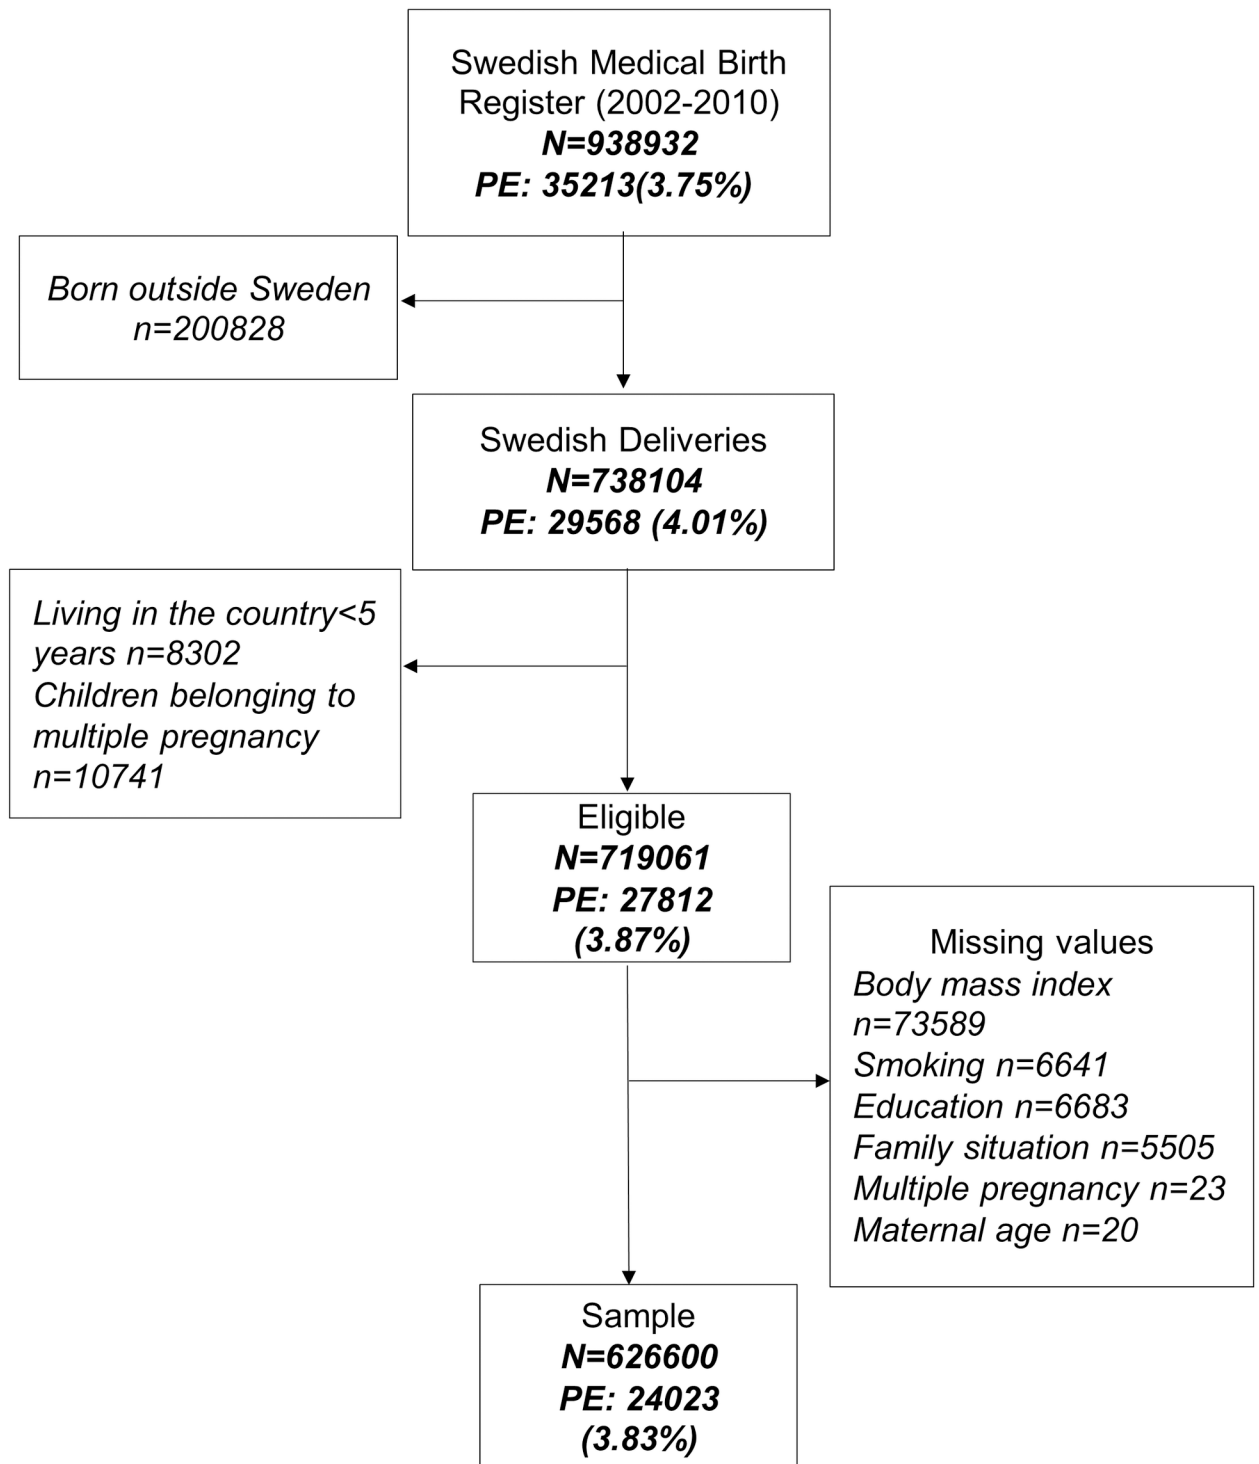 Swedish Medical Birth
Register (2002-2010)
N=938932
PE: 35213(3.75%)
Born outside Sweden
n=200828
Swedish Deliveries
N=738104
PE: 29568 (4.01%)
Living in the country<5
years n=8302
Children belonging to
multiple pregnancy
n=10741
Eligible
N=719061
PE: 27812
(3.87%)
Missing values
Body mass index
n=73589
Smoking n=6641
Education n=6683
Family situation n=5505
Multiple pregnancy n=23
Maternal age n=20
Sample
N=626600
PE: 24023
(3.83%)